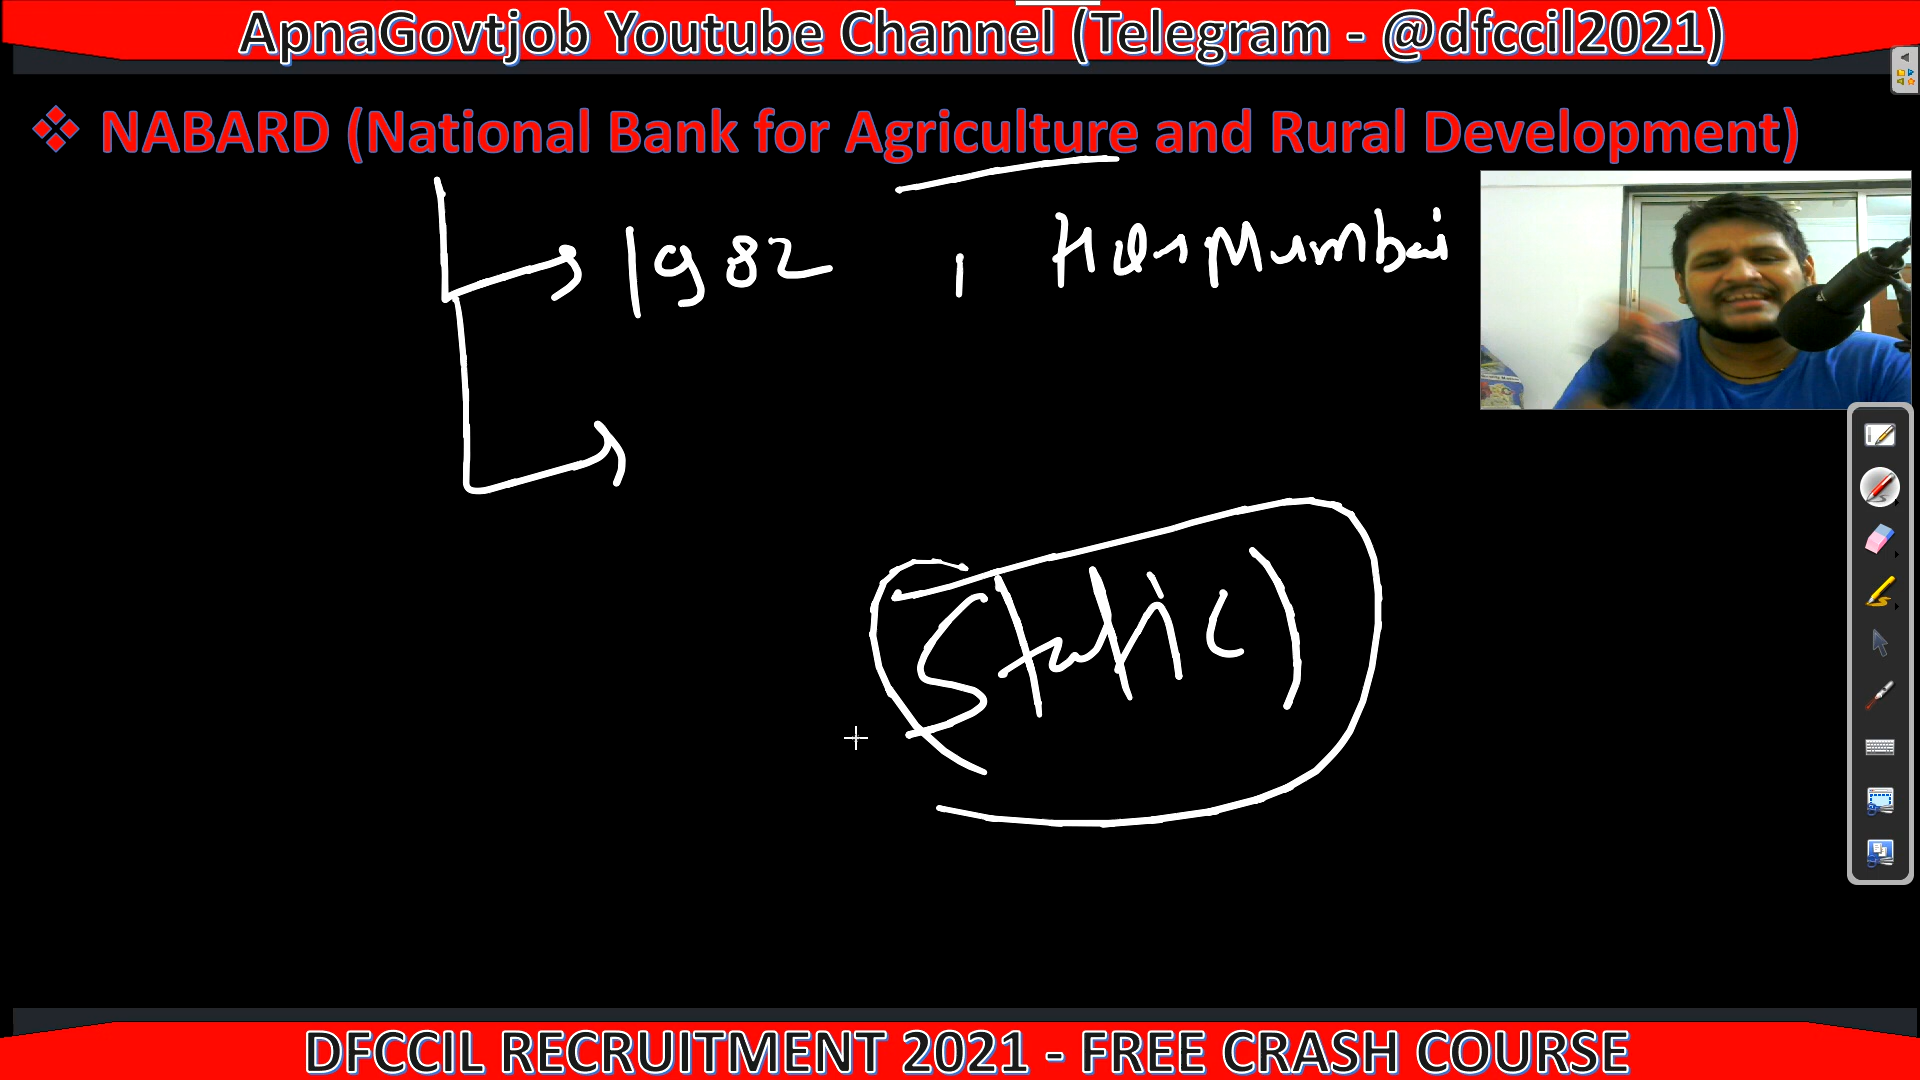 ApnaGovtjob Youtube Channel (Telegram - @dfccil2021)
❖ NABARD (National Bank for Agriculture and Rural Development)
1982 , HQ Mumbai
Static)
DFCCIL RECRUITMENT 2021 - FREE CRASH COURSE